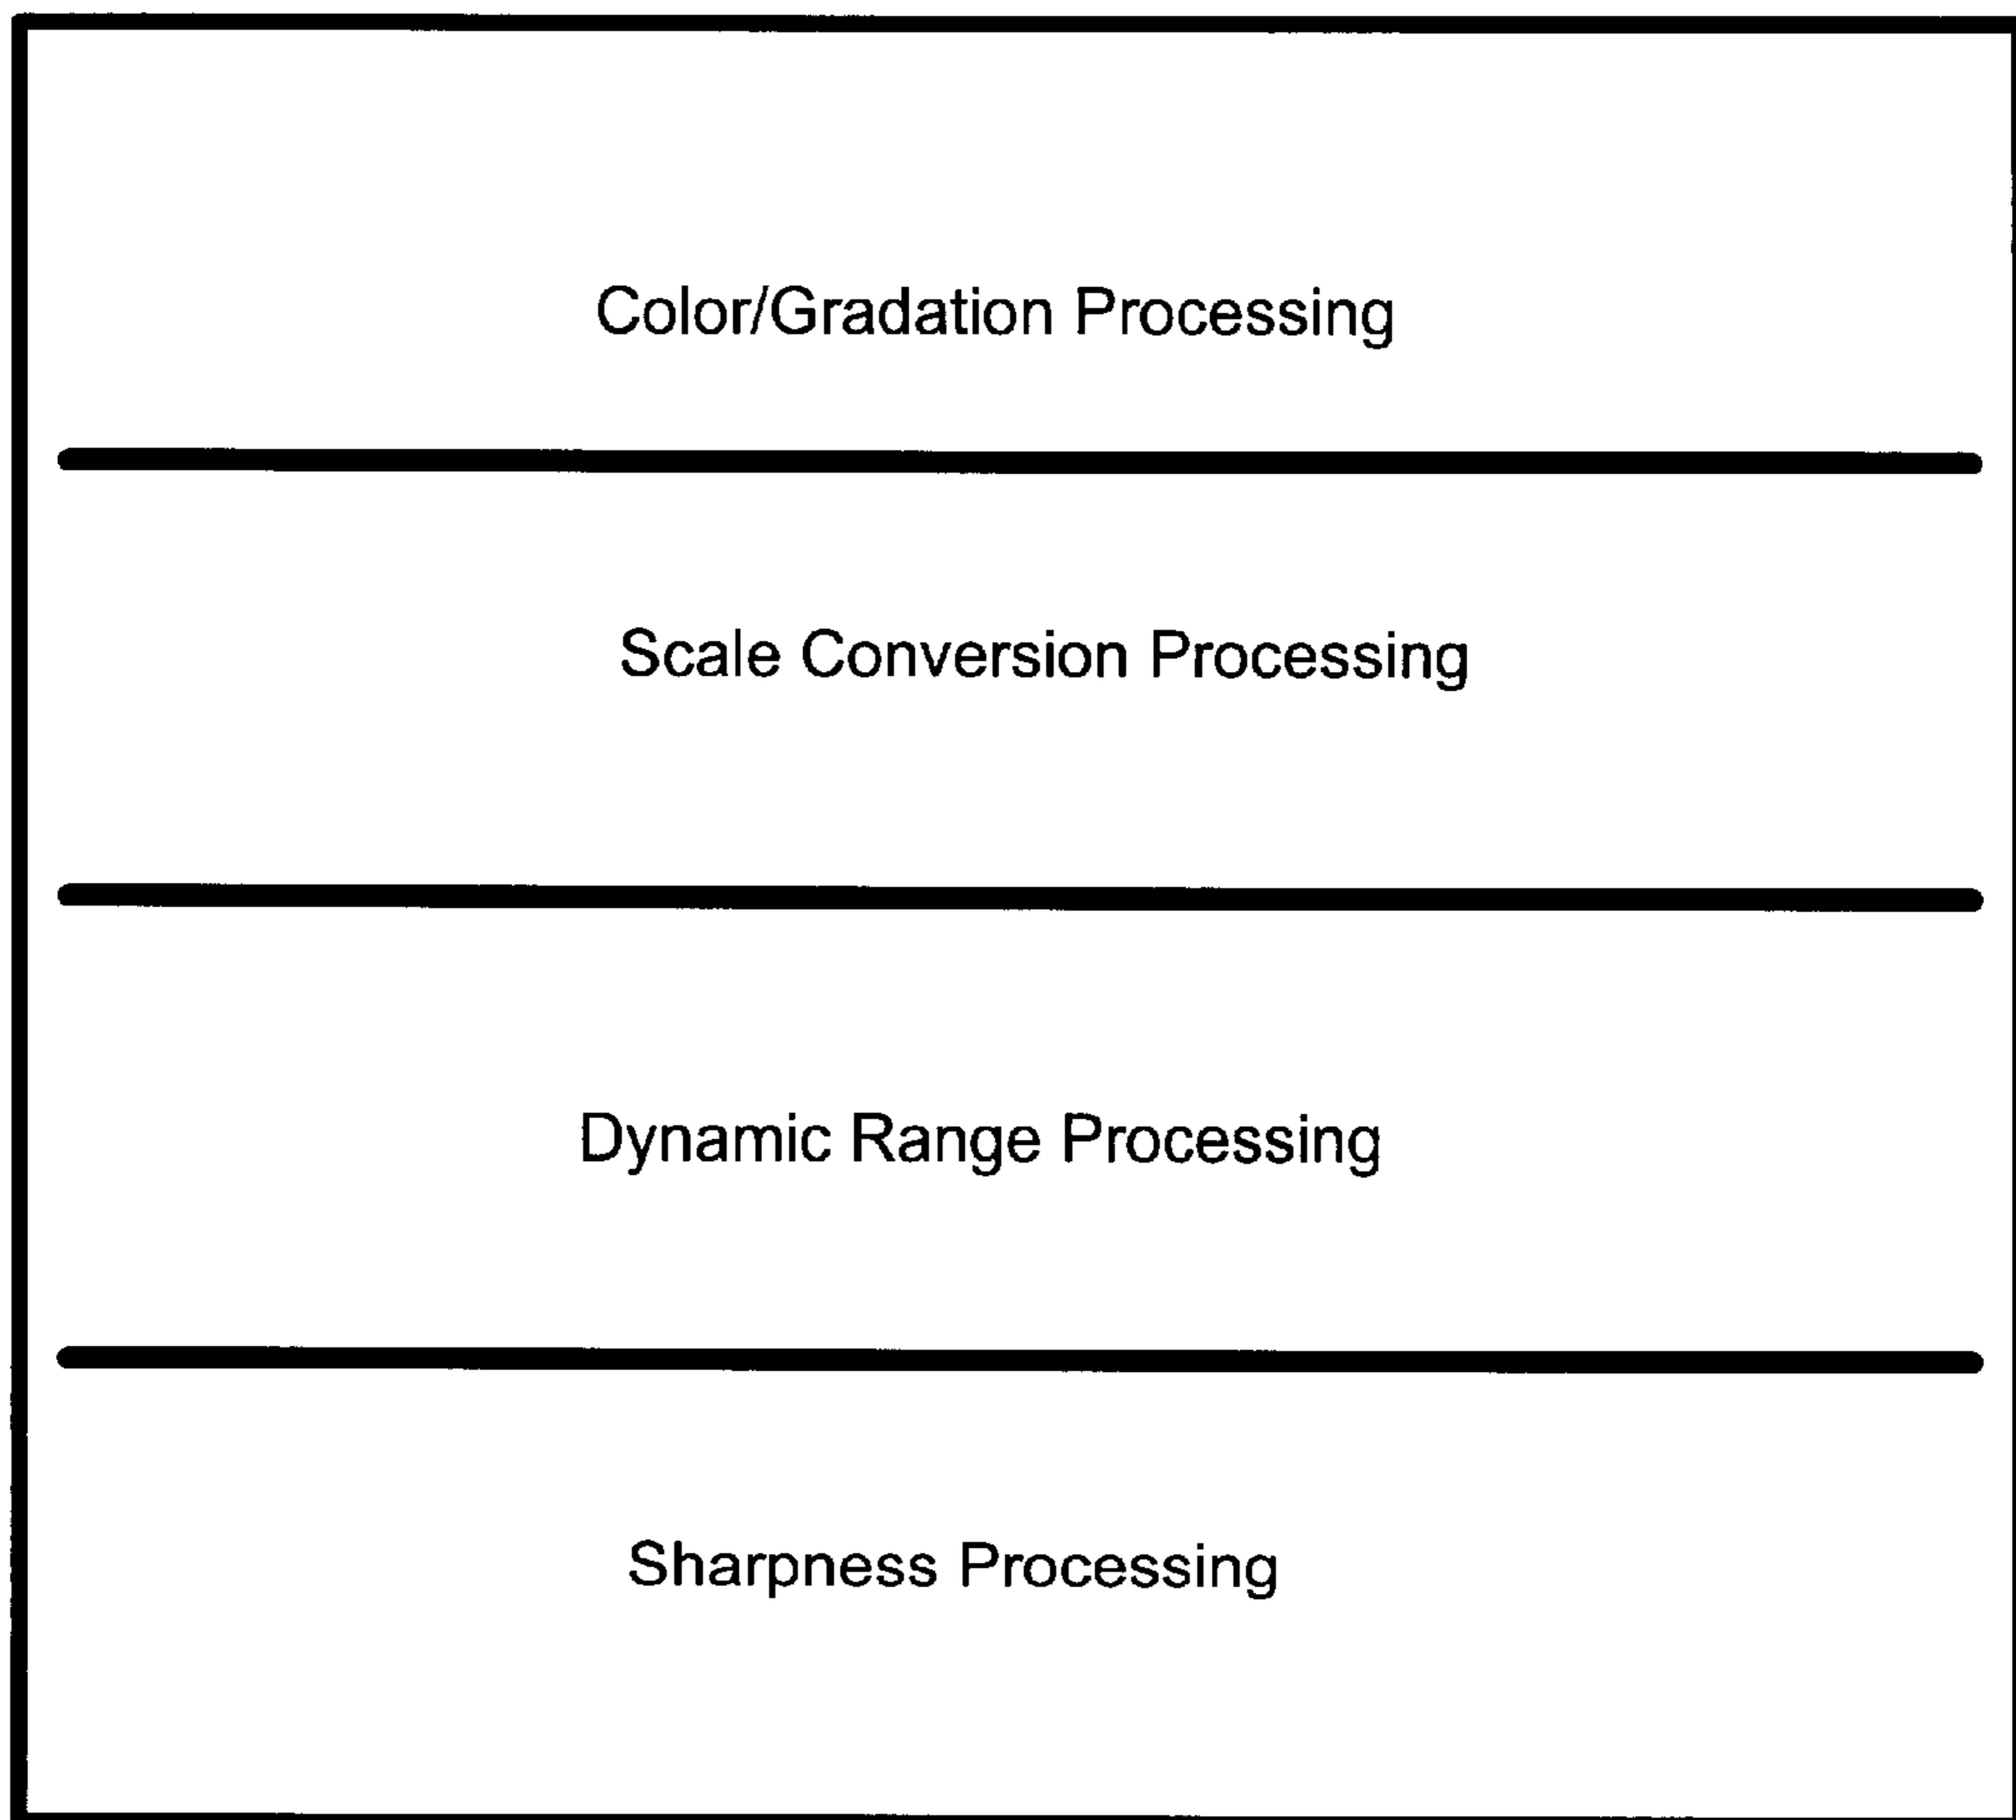 Color/Gradation Processing
Scale Conversion Processing
Dynamic Range Processing
Sharpness Processing